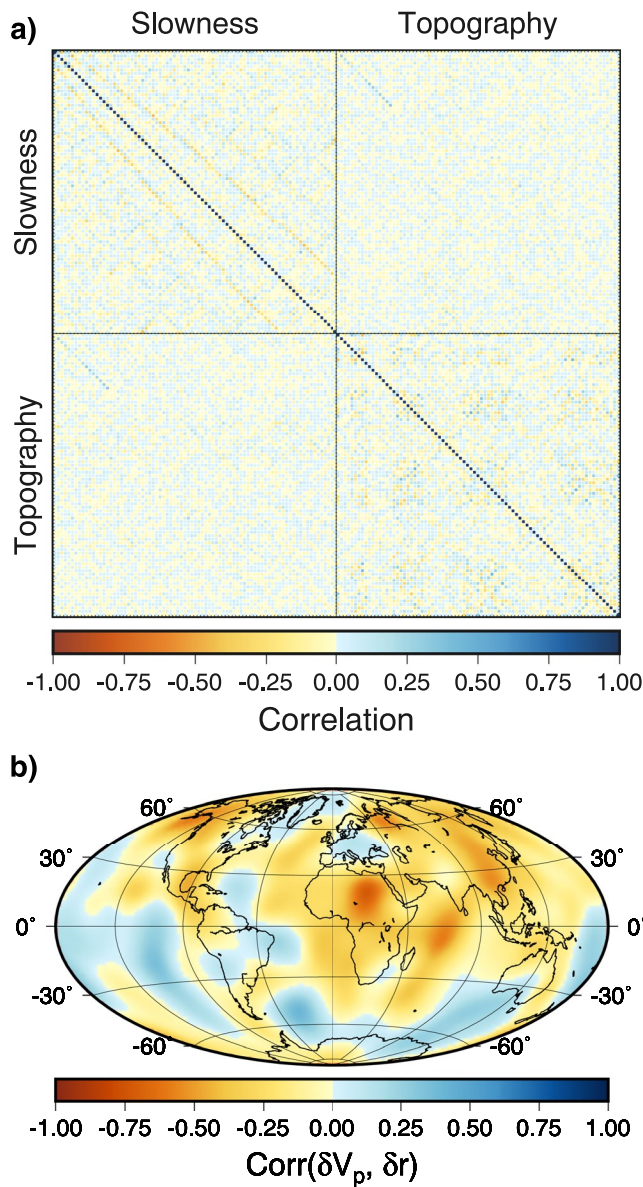 a)
Slowness Topography
Slowness
Topography
-1.00 -0.75 -0.50 -0.25 0.00 0.25 0.50 0.75 1.00
Correlation
b)
60˚ 60˚
30˚ 30˚
0˚ 0˚
-30˚ -30˚
-60˚ -60˚
-1.00 -0.75 -0.50 -0.25 0.00 0.25 0.50 0.75 1.00
Corr(δVp, δr)